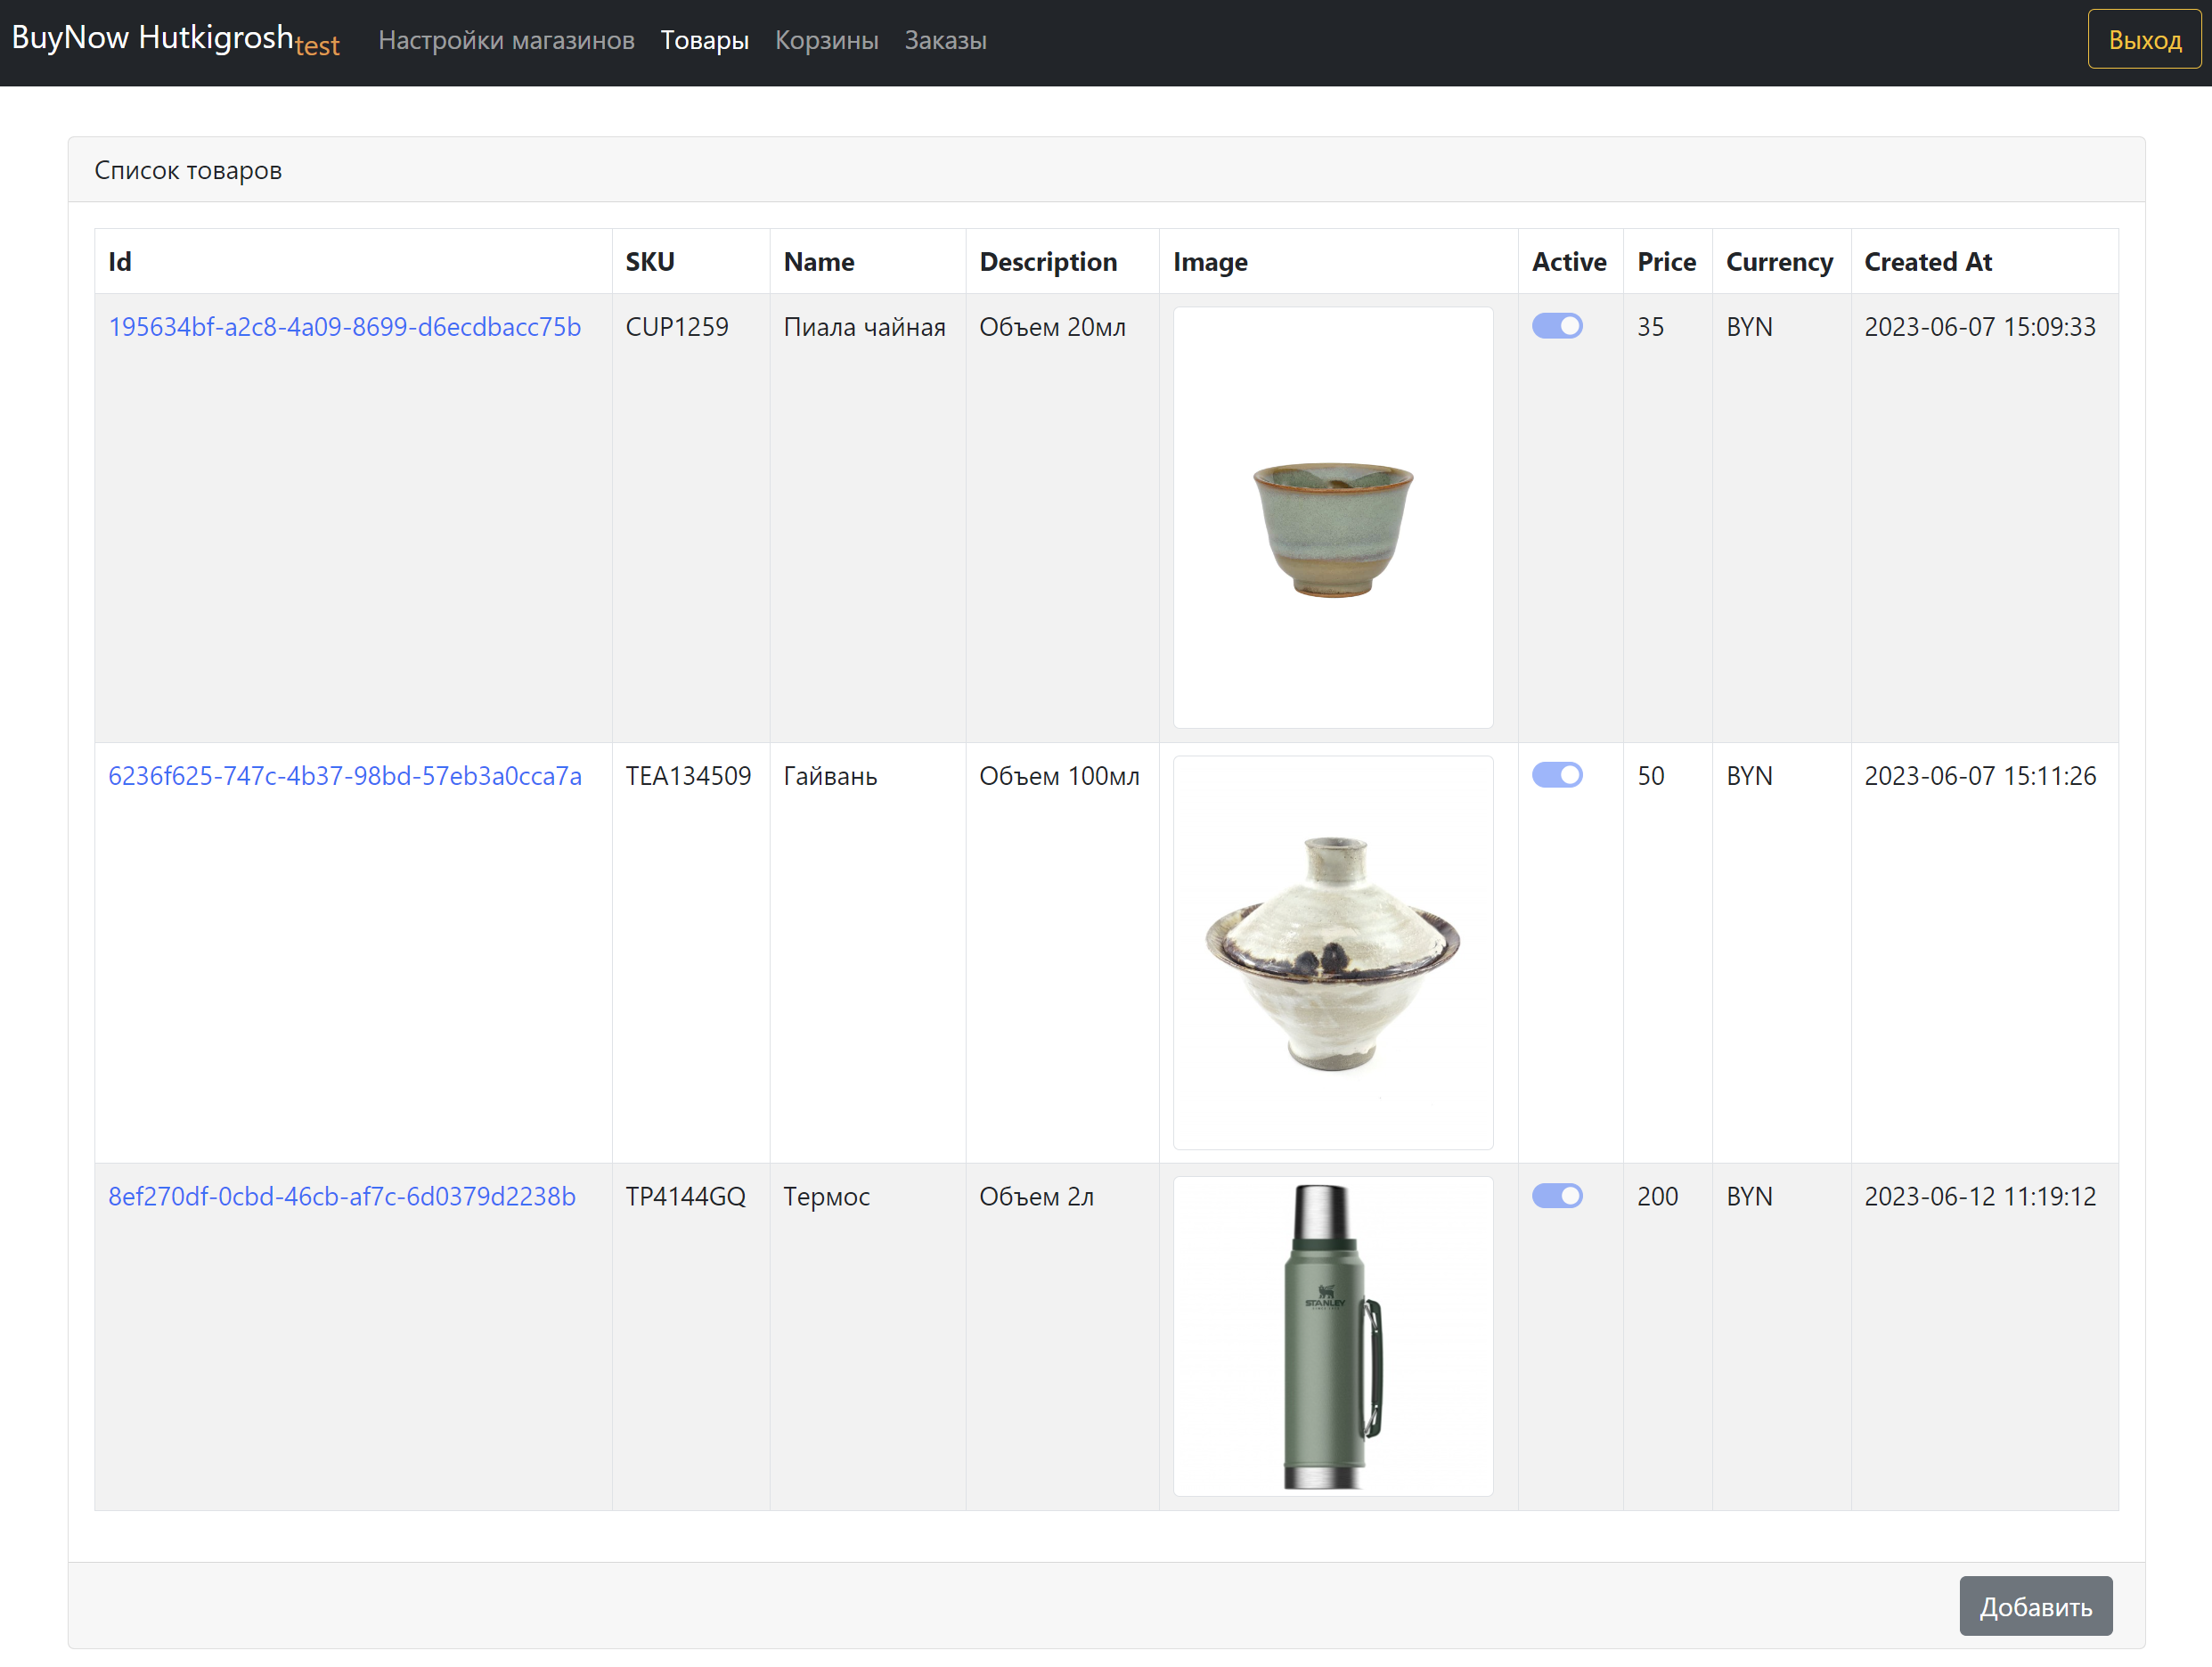 BuyNow Hutkigrosh test Настройки магазинов Товары Корзины Заказы Выход
Список товаров
Id SKU Name Description Image Active Price Currency Created At
195634bf-a2c8-4a09-8699-d6ecdbacc75b CUP1259 Пиала чайная Объем 20мл 35 BYN 2023-06-07 15:09:33
6236f625-747c-4b37-98bd-57eb3a0cca7a TEA134509 Гайвань Объем 100мл 50 BYN 2023-06-07 15:11:26
8ef270df-0cbd-46cb-af7c-6d0379d2238b TP4144GQ Термос Объем 2л 200 BYN 2023-06-12 11:19:12
STANLEY
Добавить